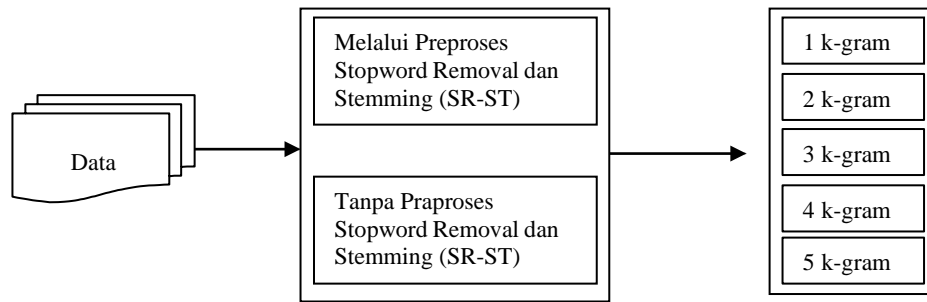 Data
Melalui Preproses
Stopword Removal dan
Stemming (SR-ST)
Tanpa Praproses
Stopword Removal dan
Stemming (SR-ST)
1 k-gram
2 k-gram
3 k-gram
4 k-gram
5 k-gram